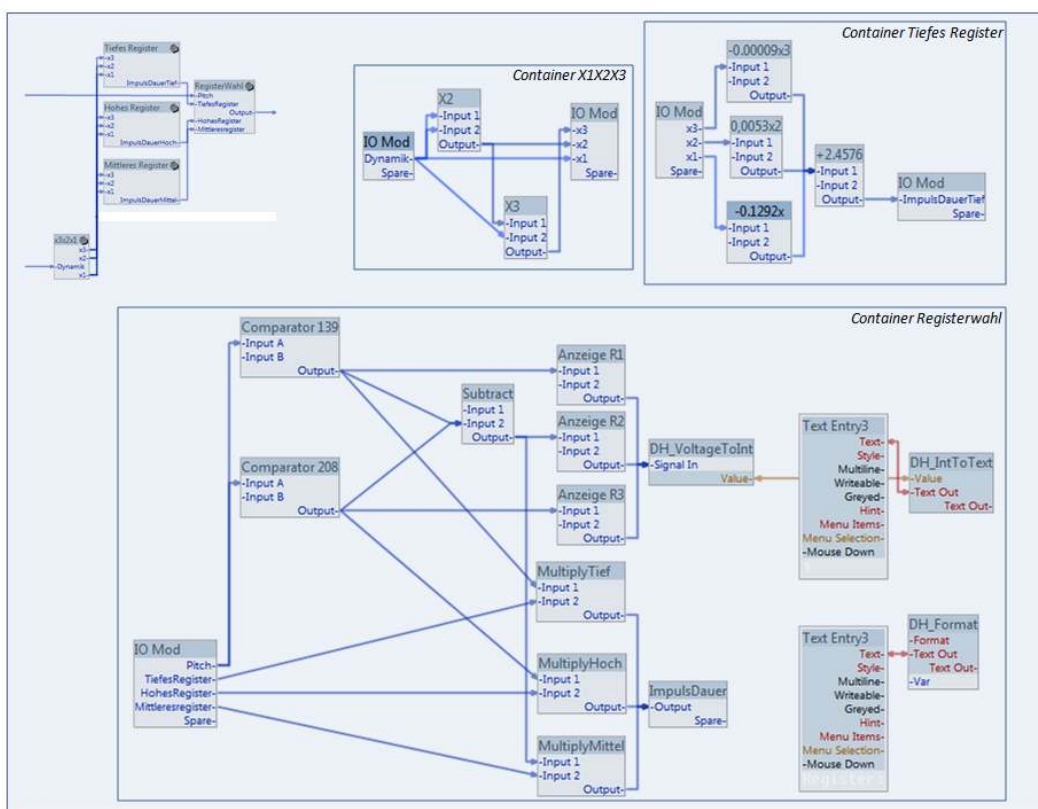 Tiefes Register
-x3
-x2
-x1
ImpulsDauerTief-
Hohes Register
-x3
-x2
-x1
ImpulsDauerHoch-
Mittleres Register
-x3
-x2
-x1
ImpulsDauerMittel-
RegisterWahl
-Pitch
-TiefesRegister
Output-
-HohesRegister
-Mittleresregister
x3x2x1
x3-
x2-
-Dynamik
x1-
Container X1X2X3
IO Mod
Dynamik-
Spare-
X2
-Input 1
-Input 2
Output-
X3
-Input 1
-Input 2
Output-
IO Mod
-x3
-x2
-x1
Spare-
Container Tiefes Register
IO Mod
x3-
x2-
x1-
Spare-
-0.00009x3
-Input 1
-Input 2
Output-
0,0053x2
-Input 1
-Input 2
Output-
-0.1292x
-Input 1
-Input 2
Output-
+2.4576
-Input 1
-Input 2
Output-
IO Mod
-ImpulsDauerTief
Spare-
Container Registerwahl
Comparator 139
-Input A
-Input B
Output-
Comparator 208
-Input A
-Input B
Output-
IO Mod
Pitch-
TiefesRegister-
HohesRegister-
Mittleresregister-
Spare-
Subtract
-Input 1
-Input 2
Output-
Anzeige R1
-Input 1
-Input 2
Output-
Anzeige R2
-Input 1
-Input 2
Output-
Anzeige R3
-Input 1
-Input 2
Output-
MultiplyTief
-Input 1
-Input 2
Output-
MultiplyHoch
-Input 1
-Input 2
Output-
MultiplyMittel
-Input 1
-Input 2
Output-
DH_VoltageToInt
-Signal In
Value-
ImpulsDauer
-Output
Spare-
Text Entry3
Text-
Style-
Multiline-
Writeable-
Greyed-
Hint-
Menu Items-
Menu Selection-
-Mouse Down
DH_IntToText
-Value
-Text Out
Text Out-
Text Entry3
Text-
Style-
Multiline-
Writeable-
Greyed-
Hint-
Menu Items-
Menu Selection-
-Mouse Down
DH_Format
-Format
-Text Out
Text Out-
-Var